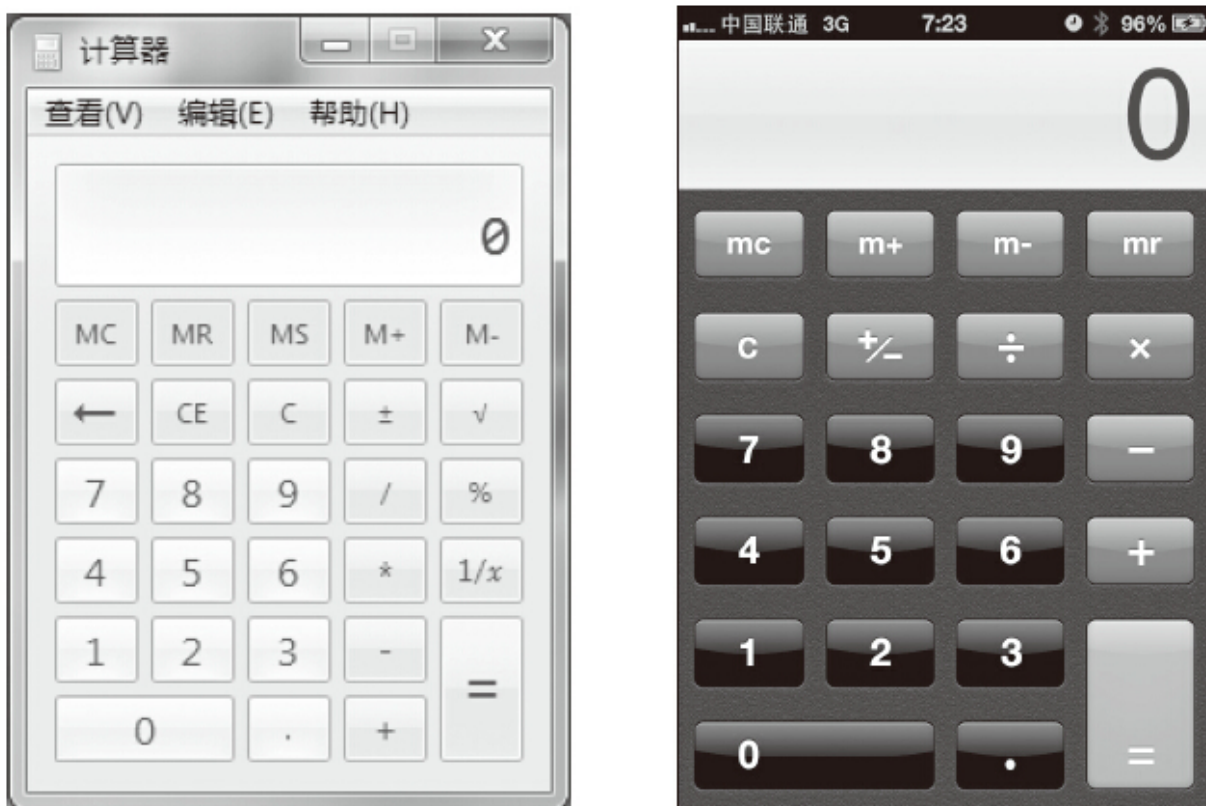 计算器
查看(V) 编辑(E) 帮助(H)
0
MC MR MS M+ M-
← CE C ± √
7 8 9 / %
4 5 6 * 1/x
1 2 3 -
=
0 . +
中国联通 3G 7:23 96%
0
mc m+ m- mr
c +/− ÷ ×
7 8 9 −
4 5 6 +
1 2 3
0 . =